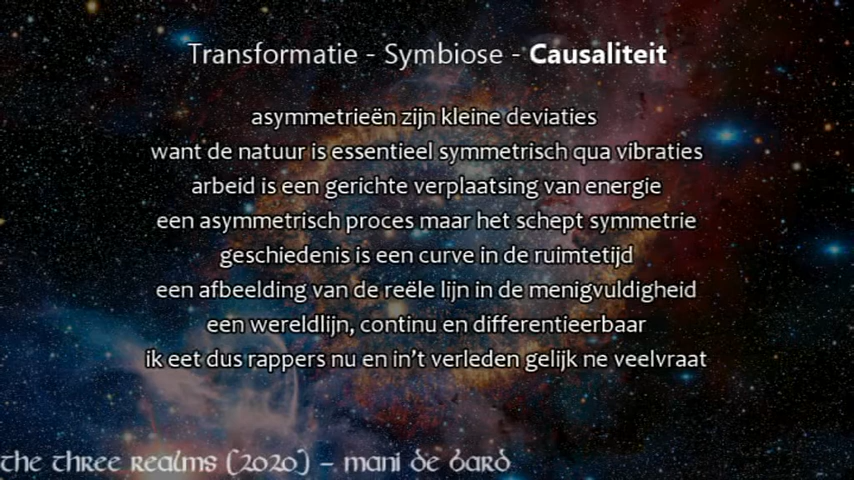 Transformatie - Symbiose - Causaliteit
asymmetrieën zijn kleine deviaties
want de natuur is essentieel symmetrisch qua vibraties
arbeid is een gerichte verplaatsing van energie
een asymmetrisch proces maar het schept symmetrie
geschiedenis is een curve in de ruimtetijd
een afbeelding van de reële lijn in de menigvuldigheid
een wereldlijn, continu en differentieerbaar
ik eet dus rappers nu en in't verleden gelijk ne veelvraat
the three realms (2020) - mani de bard